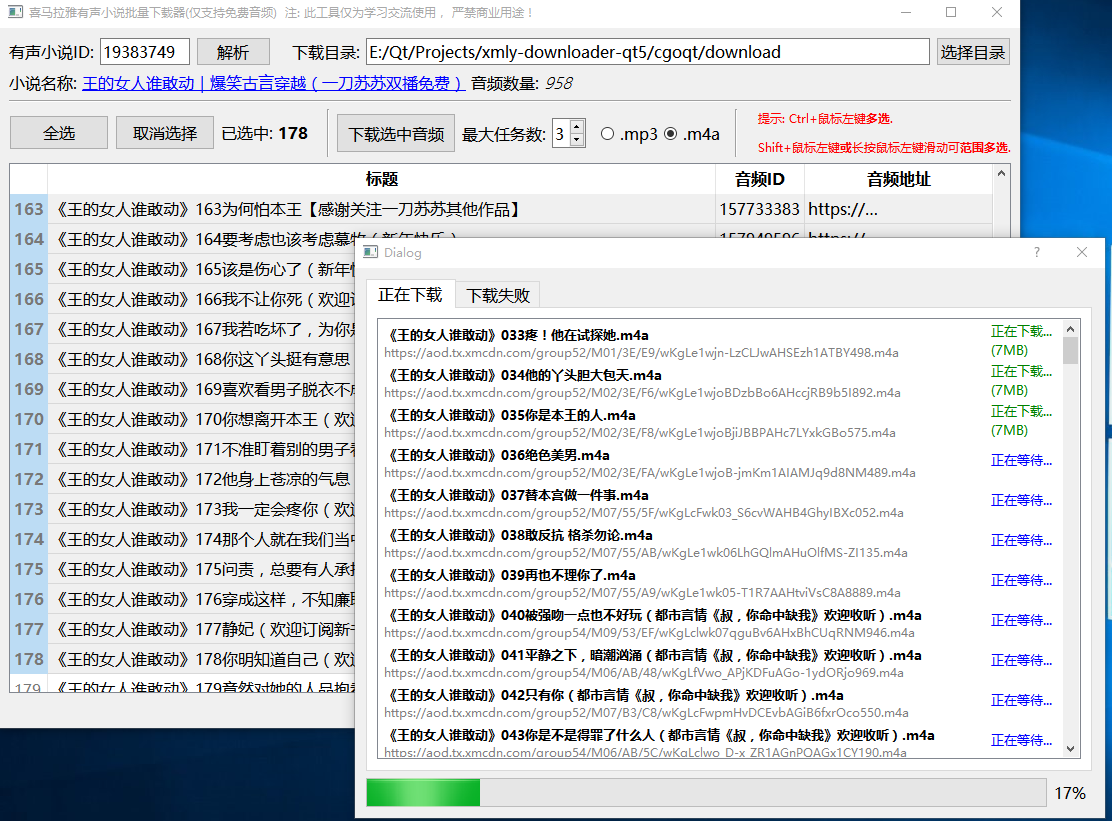 喜马拉雅有声小说批量下载器(仅支持免费音频) 注: 此工具仅为学习交流使用， 严禁商业用途！
有声小说ID: 19383749 解析 下载目录: E:/Qt/Projects/xmly-downloader-qt5/cgoqt/download 选择目录
小说名称: 王的女人谁敢动｜爆笑古言穿越（一刀苏苏双播免费） 音频数量: 958
全选 取消选择 已选中: 178 下载选中音频 最大任务数: 3 .mp3 .m4a
提示: Ctrl+鼠标左键多选.
Shift+鼠标左键或长按鼠标左键滑动可范围多选.
标题 音频ID 音频地址
163 《王的女人谁敢动》163为何怕本王【感谢关注一刀苏苏其他作品】 157733383 https://...
164 《王的女人谁敢动》164要考虑也该考虑慕
165 《王的女人谁敢动》165该是伤心了（新年
166 《王的女人谁敢动》166我不让你死（欢迎
167 《王的女人谁敢动》167我若吃坏了，为你
168 《王的女人谁敢动》168你这丫头挺有意思
169 《王的女人谁敢动》169喜欢看男子脱衣不
170 《王的女人谁敢动》170你想离开本王（欢
171 《王的女人谁敢动》171不准盯着别的男子
172 《王的女人谁敢动》172他身上苍凉的气息
173 《王的女人谁敢动》173我一定会疼你（欢
174 《王的女人谁敢动》174那个人就在我们当
175 《王的女人谁敢动》175问责，总要有人承
176 《王的女人谁敢动》176穿成这样，不知廉
177 《王的女人谁敢动》177静妃（欢迎订阅新
178 《王的女人谁敢动》178你明知道自己（欢
179 《王的女人谁敢动》179竟然对她的人品抱
Dialog ?
正在下载 下载失败
《王的女人谁敢动》033疼！他在试探她.m4a 正在下载...
https://aod.tx.xmcdn.com/group52/M01/3E/E9/wKgLe1wjn-LzCLJwAHSEzh1ATBY498.m4a (7MB)
《王的女人谁敢动》034他的丫头胆大包天.m4a 正在下载...
https://aod.tx.xmcdn.com/group52/M02/3E/F6/wKgLe1wjoBDzbBo6AHccjRB9b5I892.m4a (7MB)
《王的女人谁敢动》035你是本王的人.m4a 正在下载...
https://aod.tx.xmcdn.com/group52/M02/3E/F8/wKgLe1wjoBjiJBBPAHc7LYxkGBo575.m4a (7MB)
《王的女人谁敢动》036绝色美男.m4a 正在等待...
https://aod.tx.xmcdn.com/group52/M02/3E/FA/wKgLe1wjoB-jmKm1AIAMJq9d8NM489.m4a
《王的女人谁敢动》037替本宫做一件事.m4a 正在等待...
https://aod.tx.xmcdn.com/group52/M07/55/5F/wKgLcFwk03_S6cvWAHB4GhyIBXc052.m4a
《王的女人谁敢动》038敢反抗 格杀勿论.m4a 正在等待...
https://aod.tx.xmcdn.com/group52/M07/55/AB/wKgLe1wk06LhGQlmAHuOlfMS-ZI135.m4a
《王的女人谁敢动》039再也不理你了.m4a 正在等待...
https://aod.tx.xmcdn.com/group52/M07/55/A9/wKgLe1wk05-T1R7AAHtviVsC8A8889.m4a
《王的女人谁敢动》040被强吻一点也不好玩（都市言情《叔，你命中缺我》欢迎收听）.m4a 正在等待...
https://aod.tx.xmcdn.com/group54/M09/53/EF/wKgLclwk07qguBv6AHxBhCUqRNM946.m4a
《王的女人谁敢动》041平静之下，暗潮汹涌（都市言情《叔，你命中缺我》欢迎收听）.m4a 正在等待...
https://aod.tx.xmcdn.com/group54/M06/AB/48/wKgLfVwo_APjKDFuAGo-1ydORjo969.m4a
《王的女人谁敢动》042只有你（都市言情《叔，你命中缺我》欢迎收听）.m4a 正在等待...
https://aod.tx.xmcdn.com/group52/M07/B3/C8/wKgLcFwpmHvDCEvbAGiB6fxrOco550.m4a
《王的女人谁敢动》043你是不是得罪了什么人（都市言情《叔，你命中缺我》欢迎收听）.m4a 正在等待...
https://aod.tx.xmcdn.com/group54/M06/AB/5C/wKgLclwo_D-x_ZR1AGnPOAGx1CY190.m4a
17%